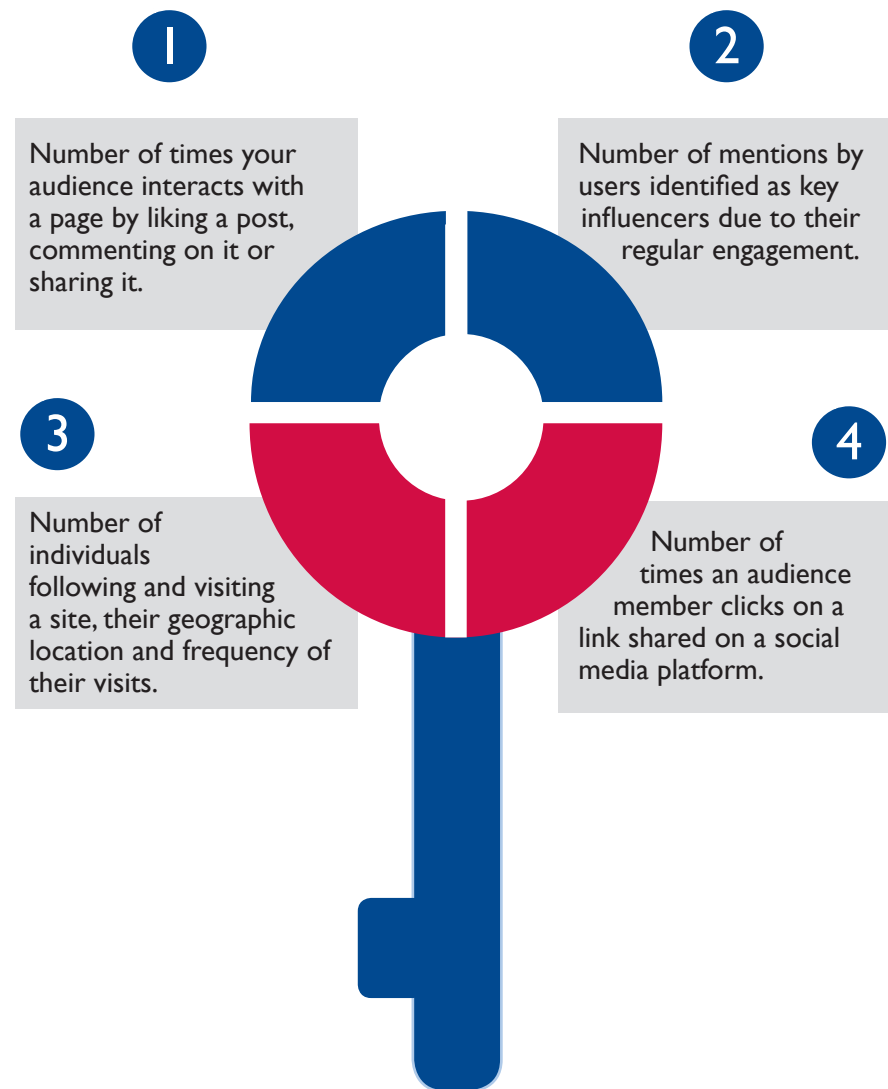 1
Number of times your
audience interacts with
a page by liking a post,
commenting on it or
sharing it.
2
Number of mentions by
users identified as key
influencers due to their
regular engagement.
3
Number of
individuals
following and visiting
a site, their geographic
location and frequency of
their visits.
4
Number of
times an audience
member clicks on a
link shared on a social
media platform.